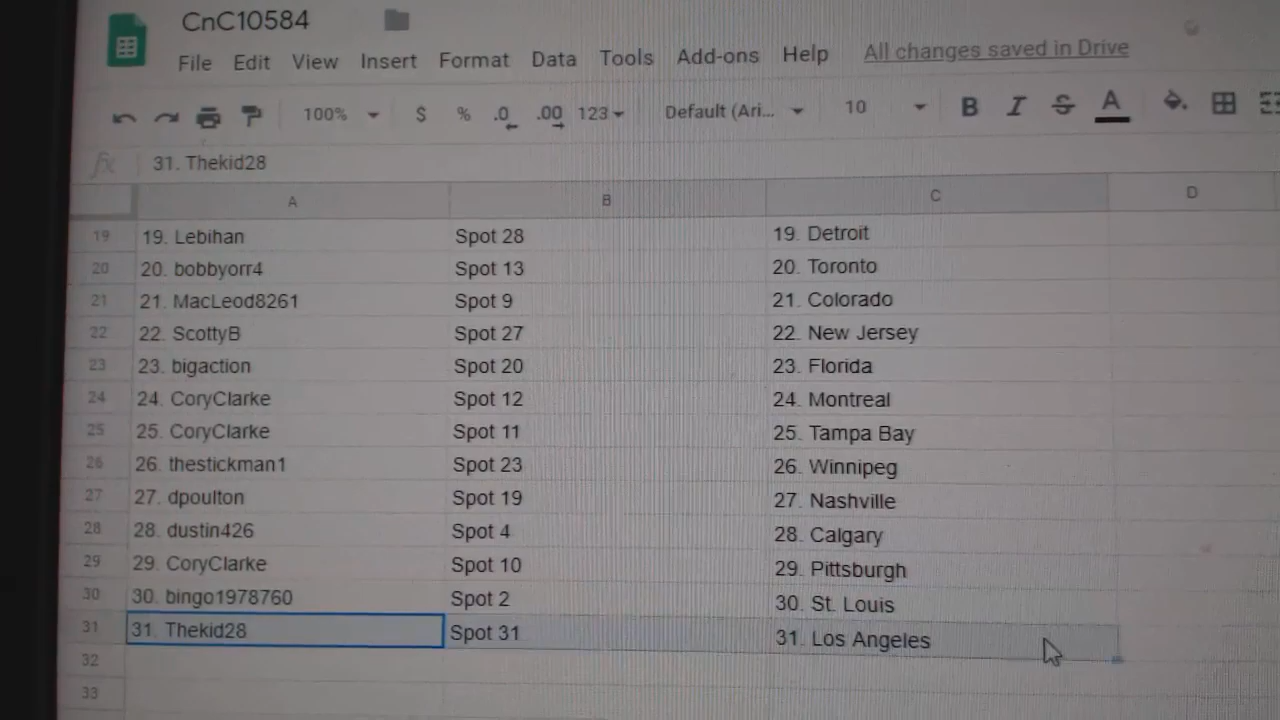 CnC10584
File Edit View Insert Format Data Tools Add-ons Help All changes saved in Drive
100% $ % .0 .00 123 Default (Ari... 10 B I S A
fx 31. Thekid28
A B C D
19 19. Lebihan Spot 28 19. Detroit
20 20. bobbyorr4 Spot 13 20. Toronto
21 21. MacLeod8261 Spot 9 21. Colorado
22 22. ScottyB Spot 27 22. New Jersey
23 23. bigaction Spot 20 23. Florida
24 24. CoryClarke Spot 12 24. Montreal
25 25. CoryClarke Spot 11 25. Tampa Bay
26 26. thestickman1 Spot 23 26. Winnipeg
27 27. dpoulton Spot 19 27. Nashville
28 28. dustin426 Spot 4 28. Calgary
29 29. CoryClarke Spot 10 29. Pittsburgh
30 30. bingo1978760 Spot 2 30. St. Louis
31 31. Thekid28 Spot 31 31. Los Angeles
32
33